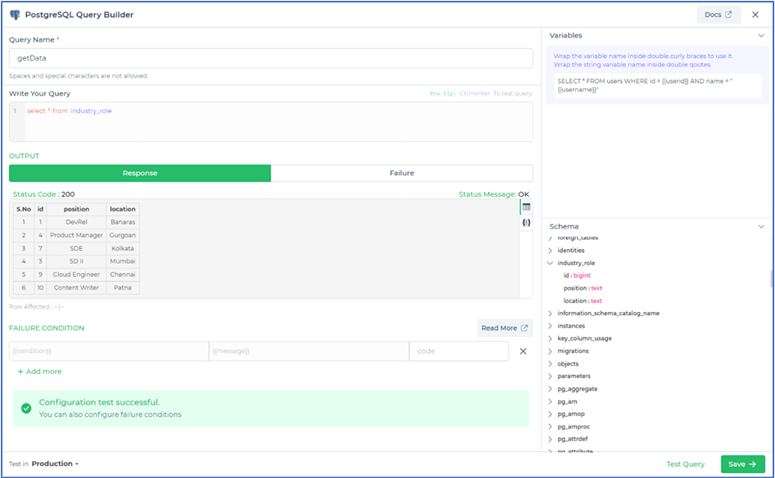 PostgreSQL Query Builder
Docs
Query Name *
getData
Spaces and special characters are not allowed.
Write Your Query
Pro tip: Ctrl+enter To test query
1 select * from industry_role
OUTPUT
Response Failure
Status Code : 200 Status Message: OK
S.No id position location
1 1 DevRel Banaras
2 4 Product Manager Gurgoan
3 7 SDE Kolkata
4 3 SD II Mumbai
5 9 Cloud Engineer Chennai
6 10 Content Writer Patna
Row Affected : --|--
FAILURE CONDITION
Read More
{{condition}} {{message}} code
+ Add more
Configuration test successful.
You can also configure failure conditions
Test in Production
Test Query Save
Variables
Wrap the variable name inside double curly braces to use it.
Wrap the string variable name inside double qoutes.
SELECT * FROM users WHERE id = {{userid}} AND name = "
{{username}}"
Schema
foreign_tables
identities
industry_role
id : bigint
position : text
location : text
information_schema_catalog_name
instances
key_column_usage
migrations
objects
parameters
pg_aggregate
pg_am
pg_amop
pg_amproc
pg_attrdef
pg_attribute